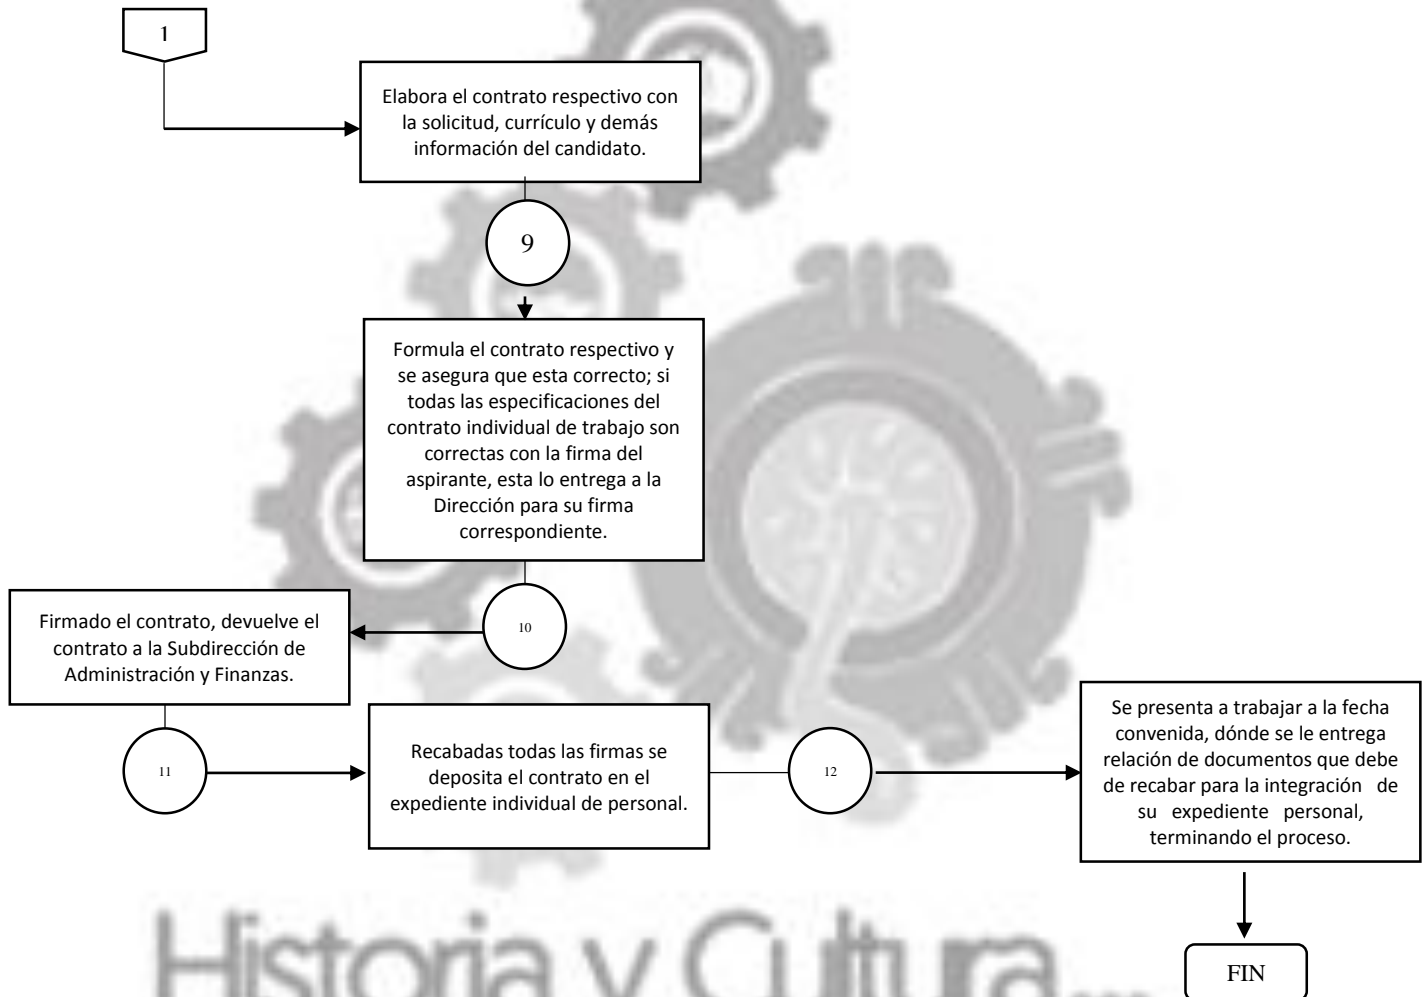 1
Elabora el contrato respectivo con
la solicitud, currículo y demás
información del candidato.
9
Formula el contrato respectivo y
se asegura que esta correcto; si
todas las especificaciones del
contrato individual de trabajo son
correctas con la firma del
aspirante, esta lo entrega a la
Dirección para su firma
correspondiente.
10
Firmado el contrato, devuelve el
contrato a la Subdirección de
Administración y Finanzas.
11
Recabadas todas las firmas se
deposita el contrato en el
expediente individual de personal.
12
Se presenta a trabajar a la fecha
convenida, dónde se le entrega
relación de documentos que debe
de recabar para la integración de
su expediente personal,
terminando el proceso.
FIN
Historia y Cultura...